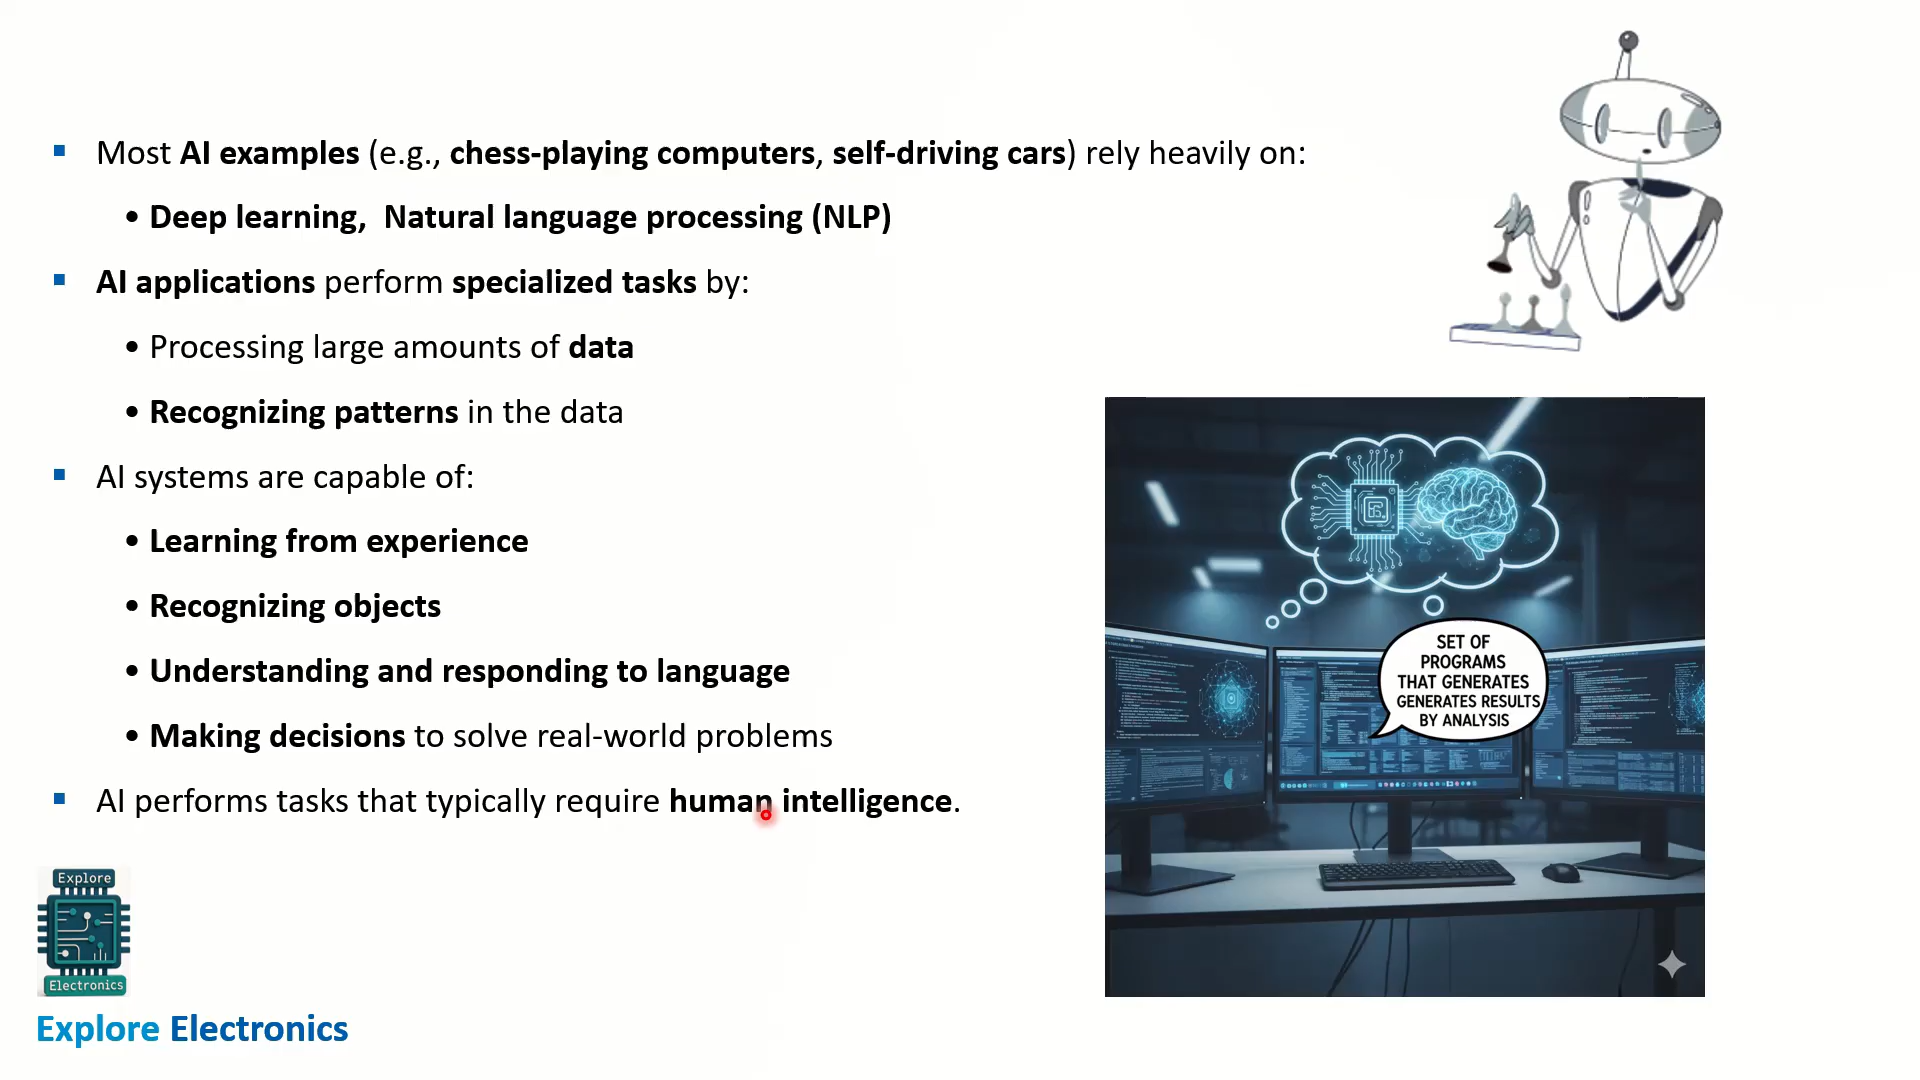 ▪ Most AI examples (e.g., chess-playing computers, self-driving cars) rely heavily on:
• Deep learning, Natural language processing (NLP)
▪ AI applications perform specialized tasks by:
• Processing large amounts of data
• Recognizing patterns in the data
▪ AI systems are capable of:
• Learning from experience
• Recognizing objects
• Understanding and responding to language
• Making decisions to solve real-world problems
▪ AI performs tasks that typically require human intelligence.
SET OF
PROGRAMS
THAT GENERATES
GENERATES RESULTS
BY ANALYSIS
Explore
Electronics
Explore Electronics